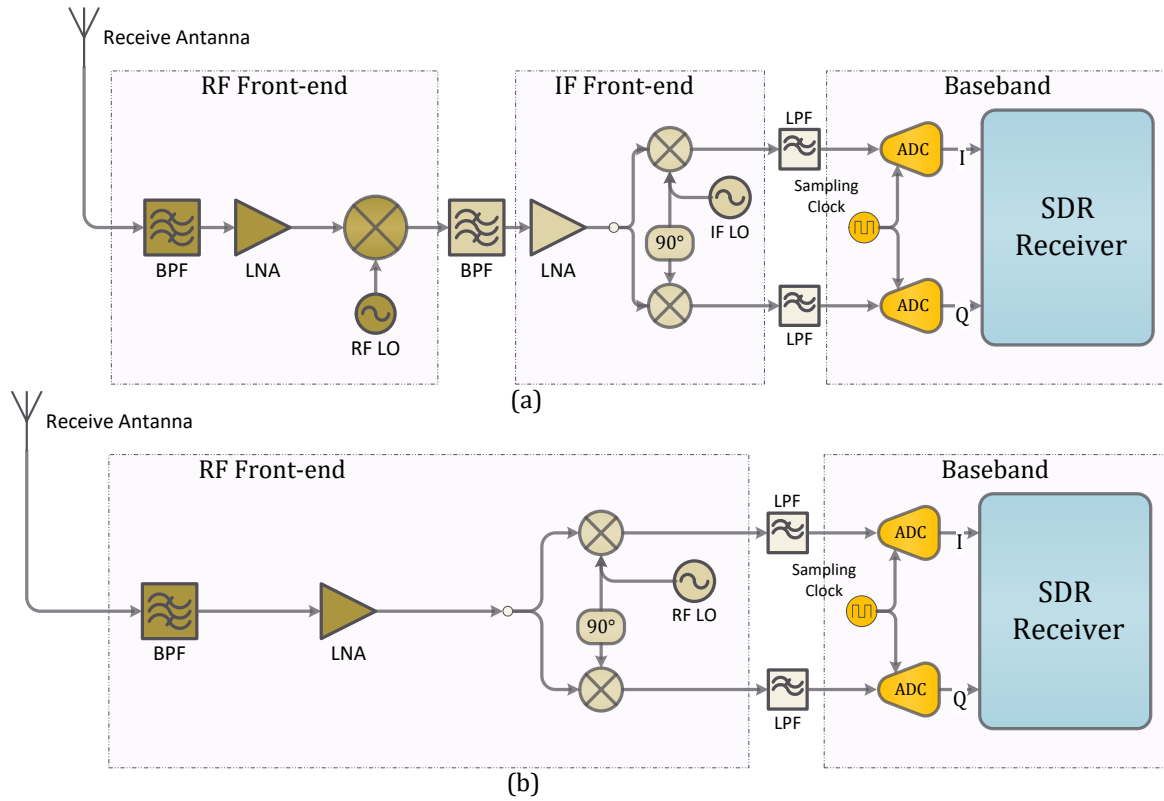 Receive Antanna
RF Front-end
IF Front-end
Baseband
LPF
ADC
I
Sampling
Clock
SDR
Receiver
IF LO
90°
BPF
LNA
BPF
LNA
RF LO
ADC
Q
LPF
(a)
Receive Antanna
RF Front-end
Baseband
LPF
ADC
I
Sampling
Clock
SDR
Receiver
RF LO
90°
BPF
LNA
ADC
Q
LPF
(b)